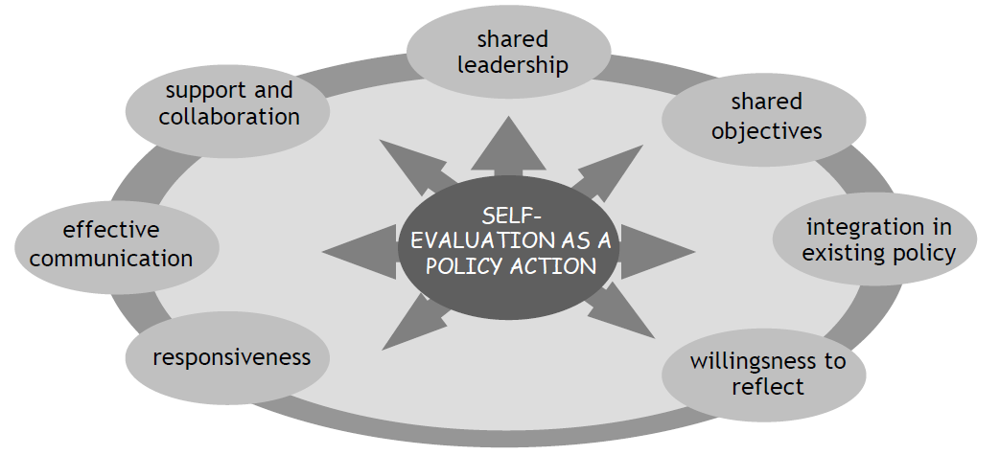 shared
leadership
support and
collaboration
shared
objectives
effective
communication
SELF-
EVALUATION AS A
POLICY ACTION
integration in
existing policy
responsiveness
willingsness to
reflect